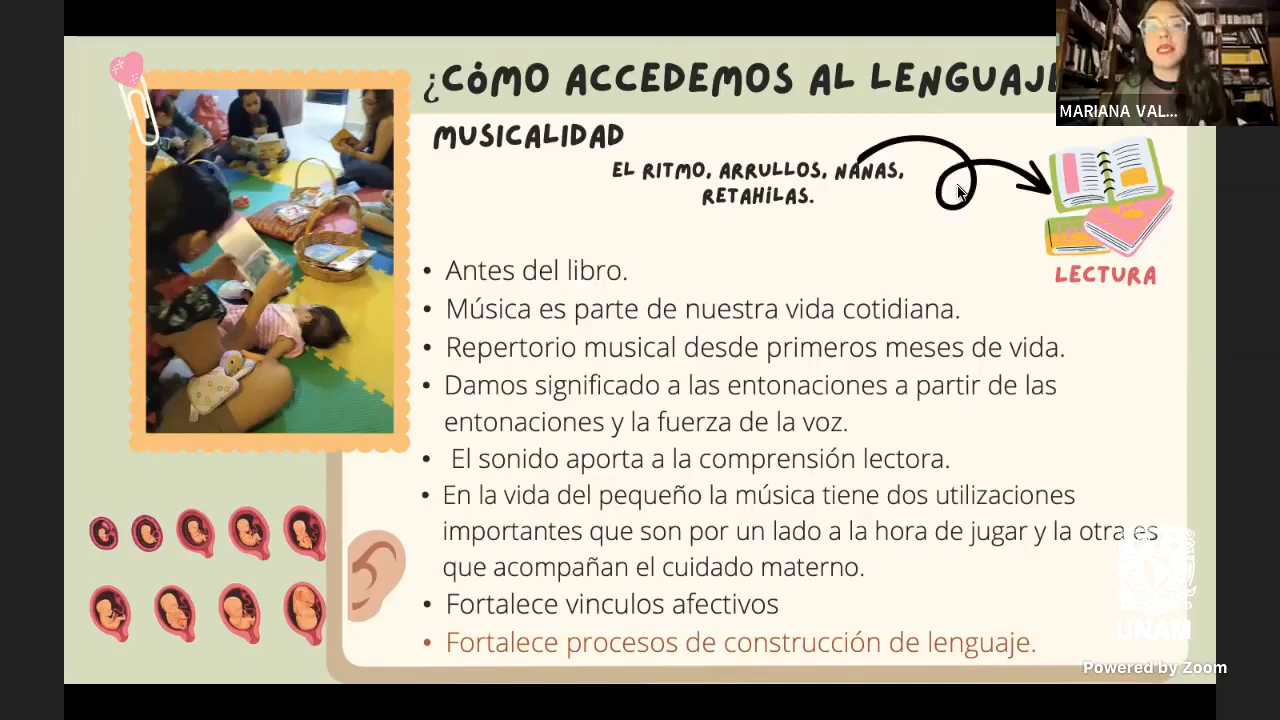 ¿CÓMO ACCEDEMOS AL LENGUAJE
MARIANA VAL...
MUSICALIDAD
EL RITMO, ARRULLOS, NANAS,
RETAHÍLAS.
LECTURA
• Antes del libro.
• Música es parte de nuestra vida cotidiana.
• Repertorio musical desde primeros meses de vida.
• Damos significado a las entonaciones a partir de las
entonaciones y la fuerza de la voz.
• El sonido aporta a la comprensión lectora.
• En la vida del pequeño la música tiene dos utilizaciones
importantes que son por un lado a la hora de jugar y la otra es
que acompañan el cuidado materno.
• Fortalece vinculos afectivos
• Fortalece procesos de construcción de lenguaje.
UNAM
Powered by Zoom